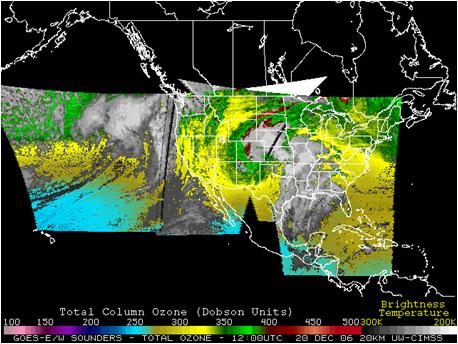 Total Column Ozone (Dobson Units)
Brightness
Temperature
100 125 150 200 250 300 350 400 450 500 300K 200K
GOES-E/W SOUNDERS - TOTAL OZONE - 12:00UTC 20 DEC 06 20KM UW-CIMSS